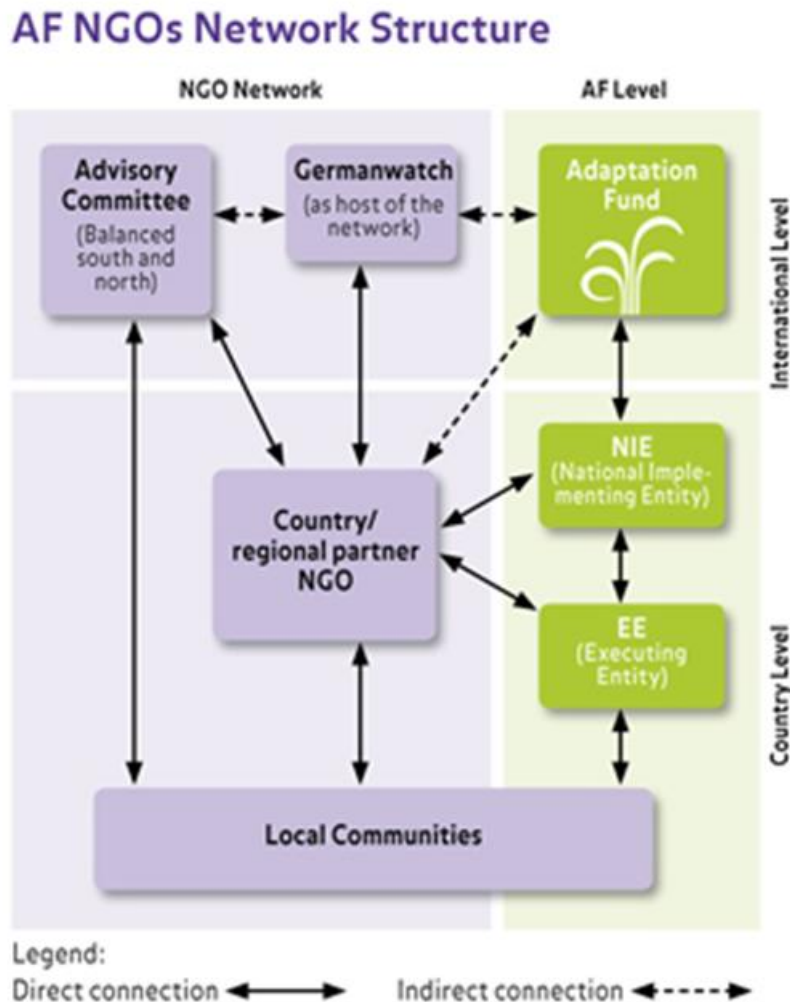 AF NGOs Network Structure
NGO Network
AF Level
Advisory
Committee
(Balanced
south and
north)
Germanwatch
(as host of the
network)
Adaptation
Fund
International Level
NIE
(National Imple-
menting Entity)
Country/
regional partner
NGO
EE
(Executing
Entity)
Country Level
Local Communities
Legend:
Direct connection
Indirect connection